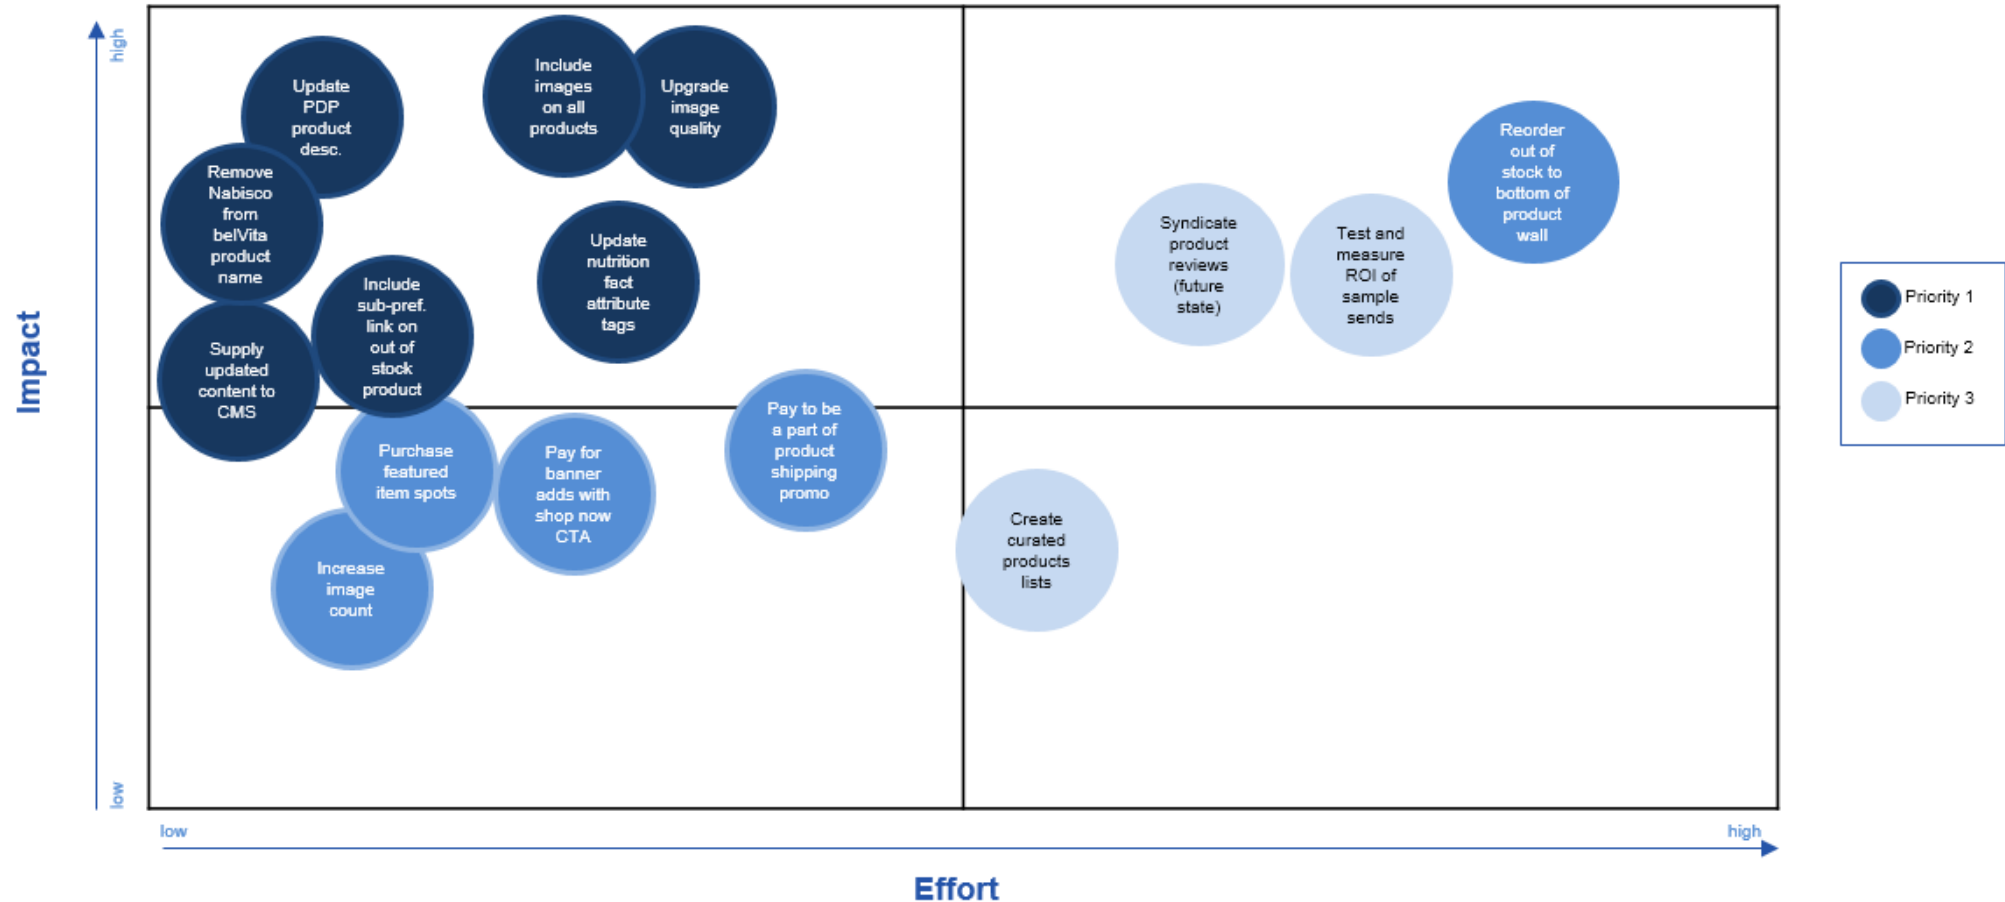 high
Impact
low
Update
PDP
product
desc.
Include
images
on all
products
Upgrade
image
quality
Remove
Nabisco
from
belVita
product
name
Update
nutrition
fact
attribute
tags
Include
sub-pref.
link on
out of
stock
product
Supply
updated
content to
CMS
Syndicate
product
reviews
(future
state)
Test and
measure
ROI of
sample
sends
Reorder
out of
stock to
bottom of
product
wall
Purchase
featured
item spots
Pay for
banner
adds with
shop now
CTA
Pay to be
a part of
product
shipping
promo
Increase
image
count
Create
curated
products
lists
low
high
Effort
Priority 1
Priority 2
Priority 3